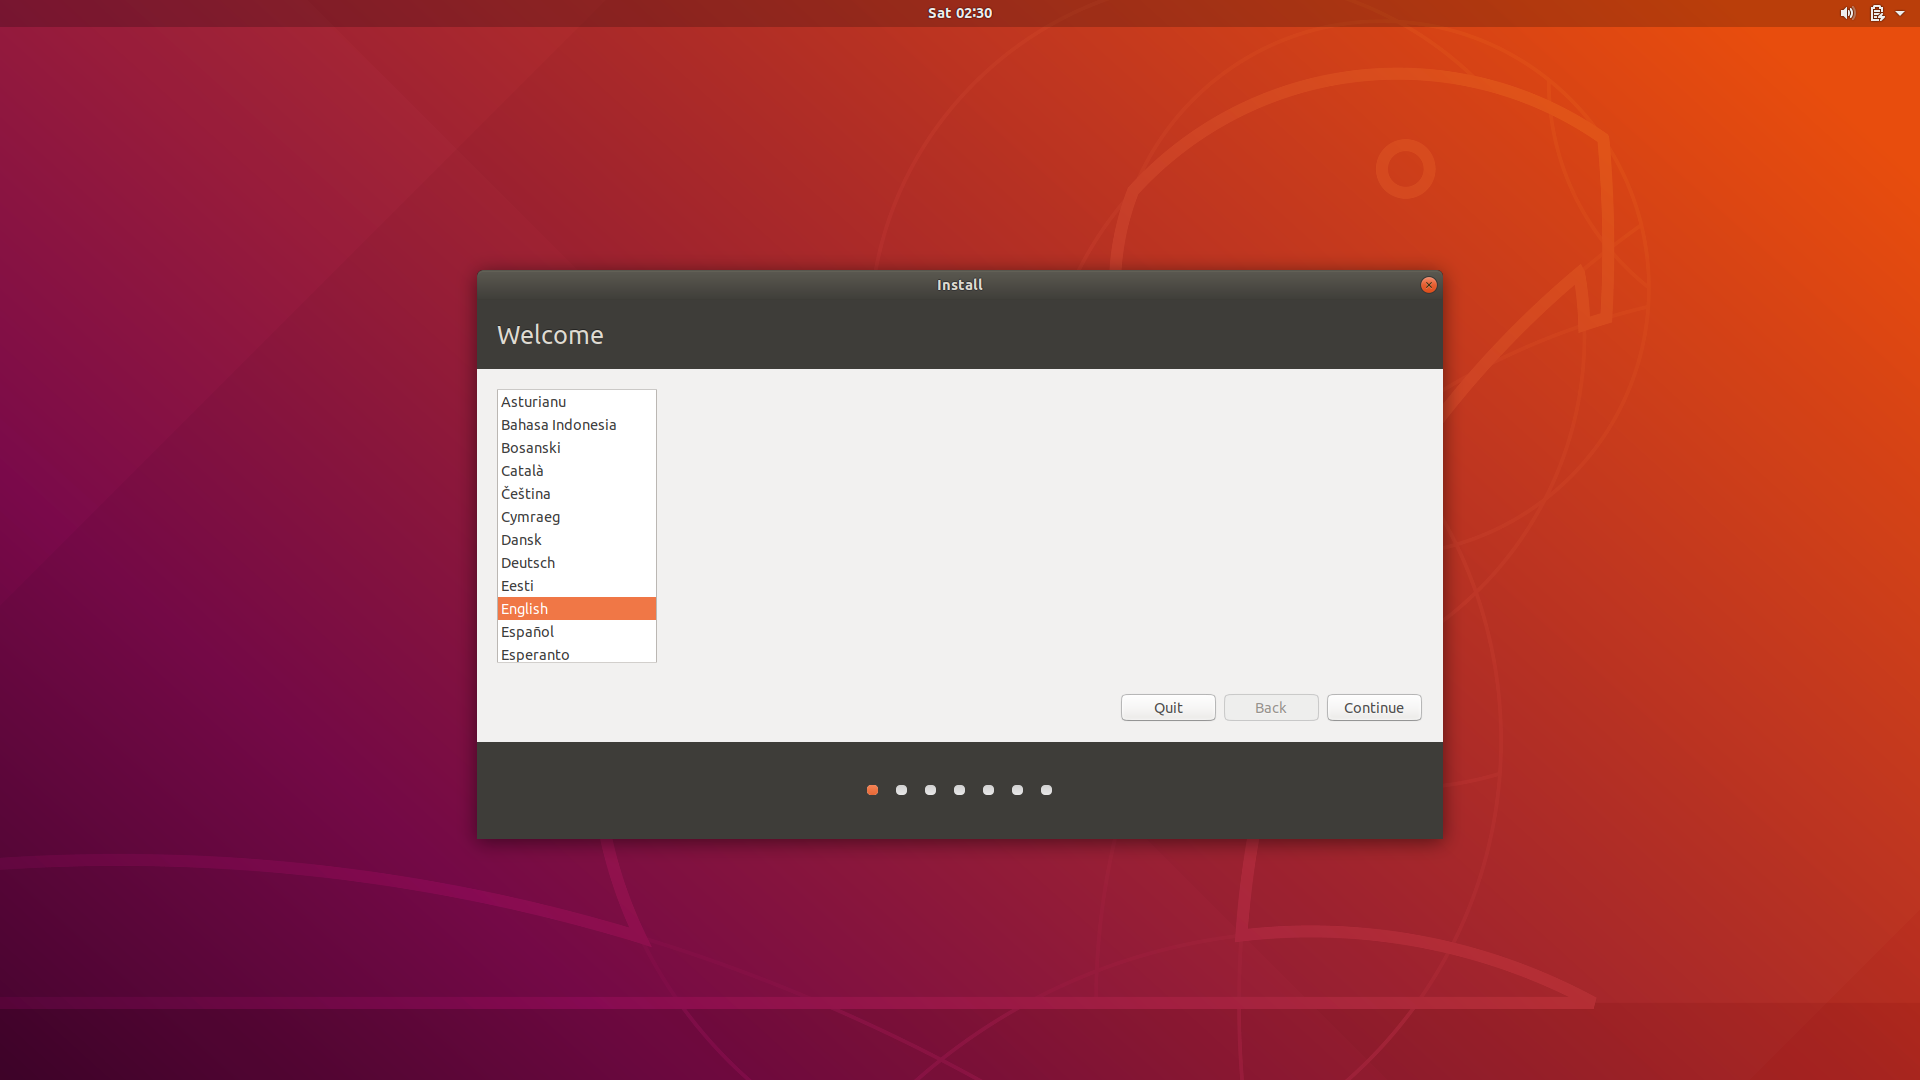 Sat 02:30
Install
Welcome
Asturianu
Bahasa Indonesia
Bosanski
Català
Čeština
Cymraeg
Dansk
Deutsch
Eesti
English
Español
Esperanto
Quit
Back
Continue